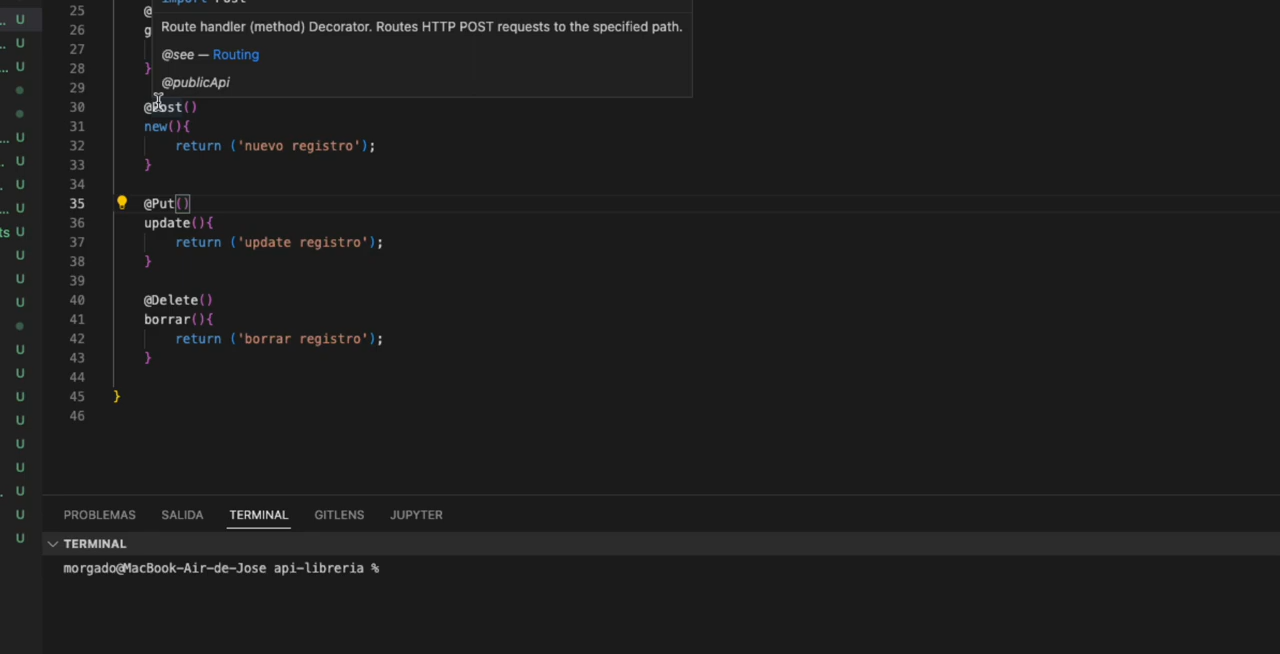 import Post
Route handler (method) Decorator. Routes HTTP POST requests to the specified path.
@see — Routing
@publicApi
... U
25 @
26 g
... U
27
... U
28 }
29
30 @Post()
31 new(){
... U
32 return ('nuevo registro');
. U
33 }
U
34
... U
35 @Put()
36 update(){
ts U
37 return ('update registro');
U
38 }
U
39
40 @Delete()
U
41 borrar(){
42 return ('borrar registro');
U
43 }
U
44
45 }
U
46
U
U
U
. U
U
U
PROBLEMAS SALIDA TERMINAL GITLENS JUPYTER
TERMINAL
morgado@MacBook-Air-de-Jose api-libreria %